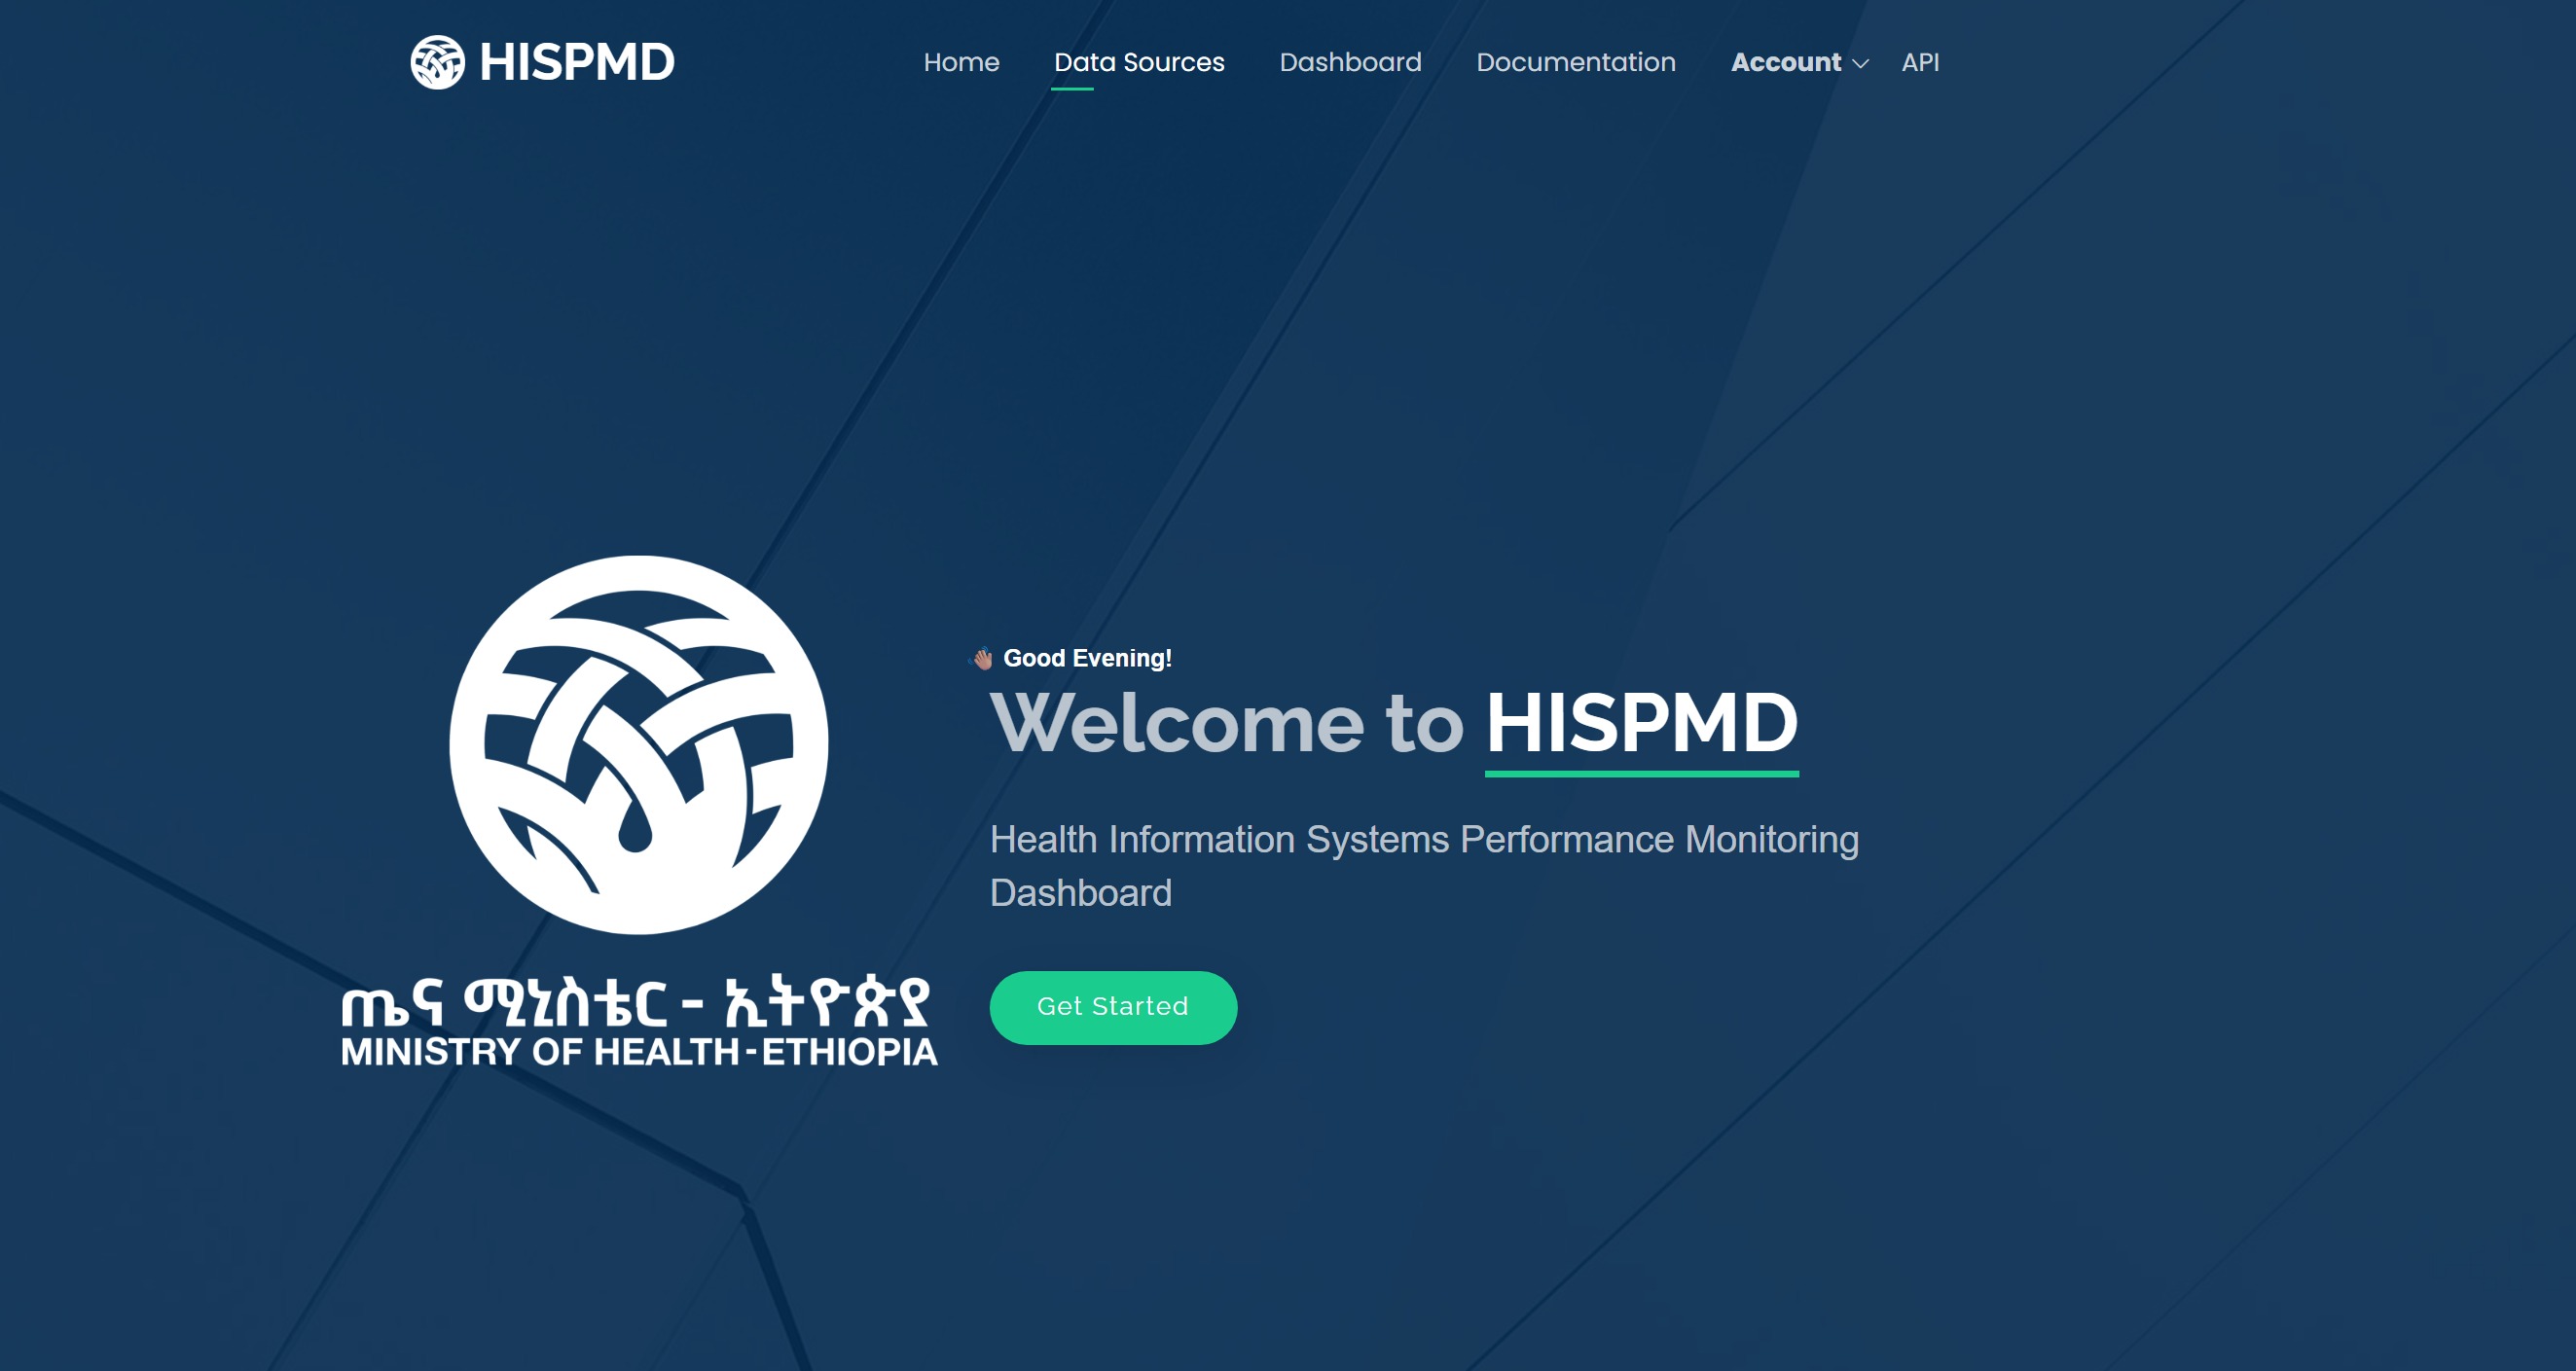 HISPMD
Home Data Sources Dashboard Documentation Account API
Good Evening!
Welcome to HISPMD
Health Information Systems Performance Monitoring
Dashboard
Get Started
ጤና ሚኒስቴር - ኢትዮጵያ
MINISTRY OF HEALTH - ETHIOPIA